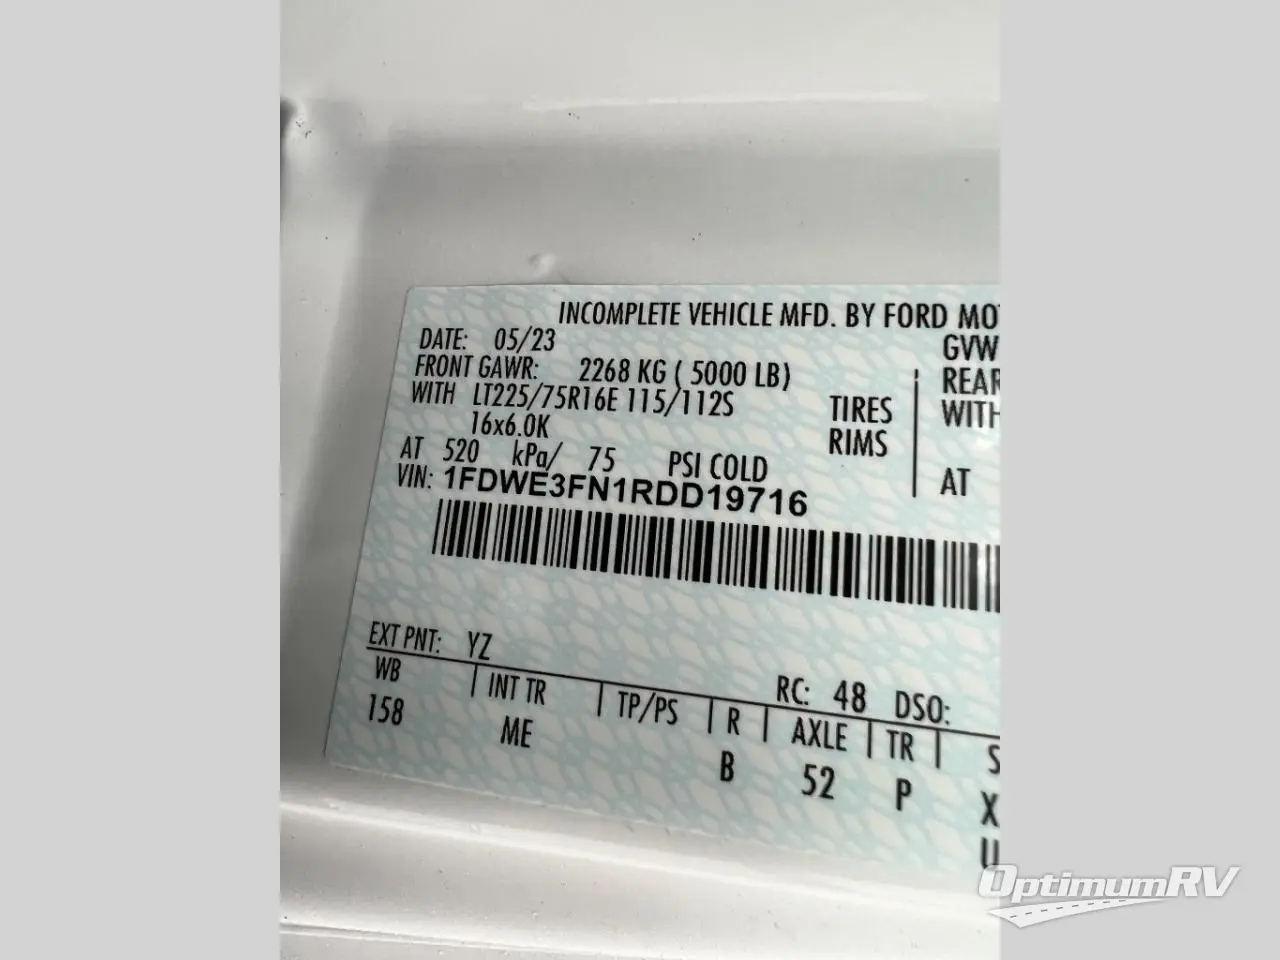 INCOMPLETE VEHICLE MFD. BY FORD
DATE: 05/23
GVW
FRONT GAWR: 2268 KG ( 5000 LB)
REAR
WITH LT225/75R16E 115/112S TIRES
WITH
16x6.0K RIMS
AT 520 kPa/ 75 PSI COLD
AT
VIN: 1FDWE3FN1RDD19716
EXT PNT: YZ
RC: 48 DSO:
WB | INT TR | TP/PS | R | AXLE | TR |
158 ME B 52 P
OptimumRV